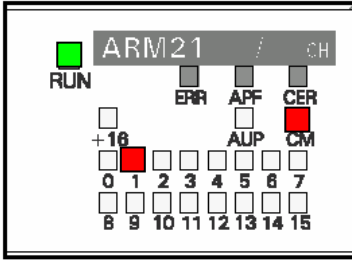 ARM21 / CH
RUN
ERR APF CER
+16 AUP CM
0 1 2 3 4 5 6 7
8 9 10 11 12 13 14 15